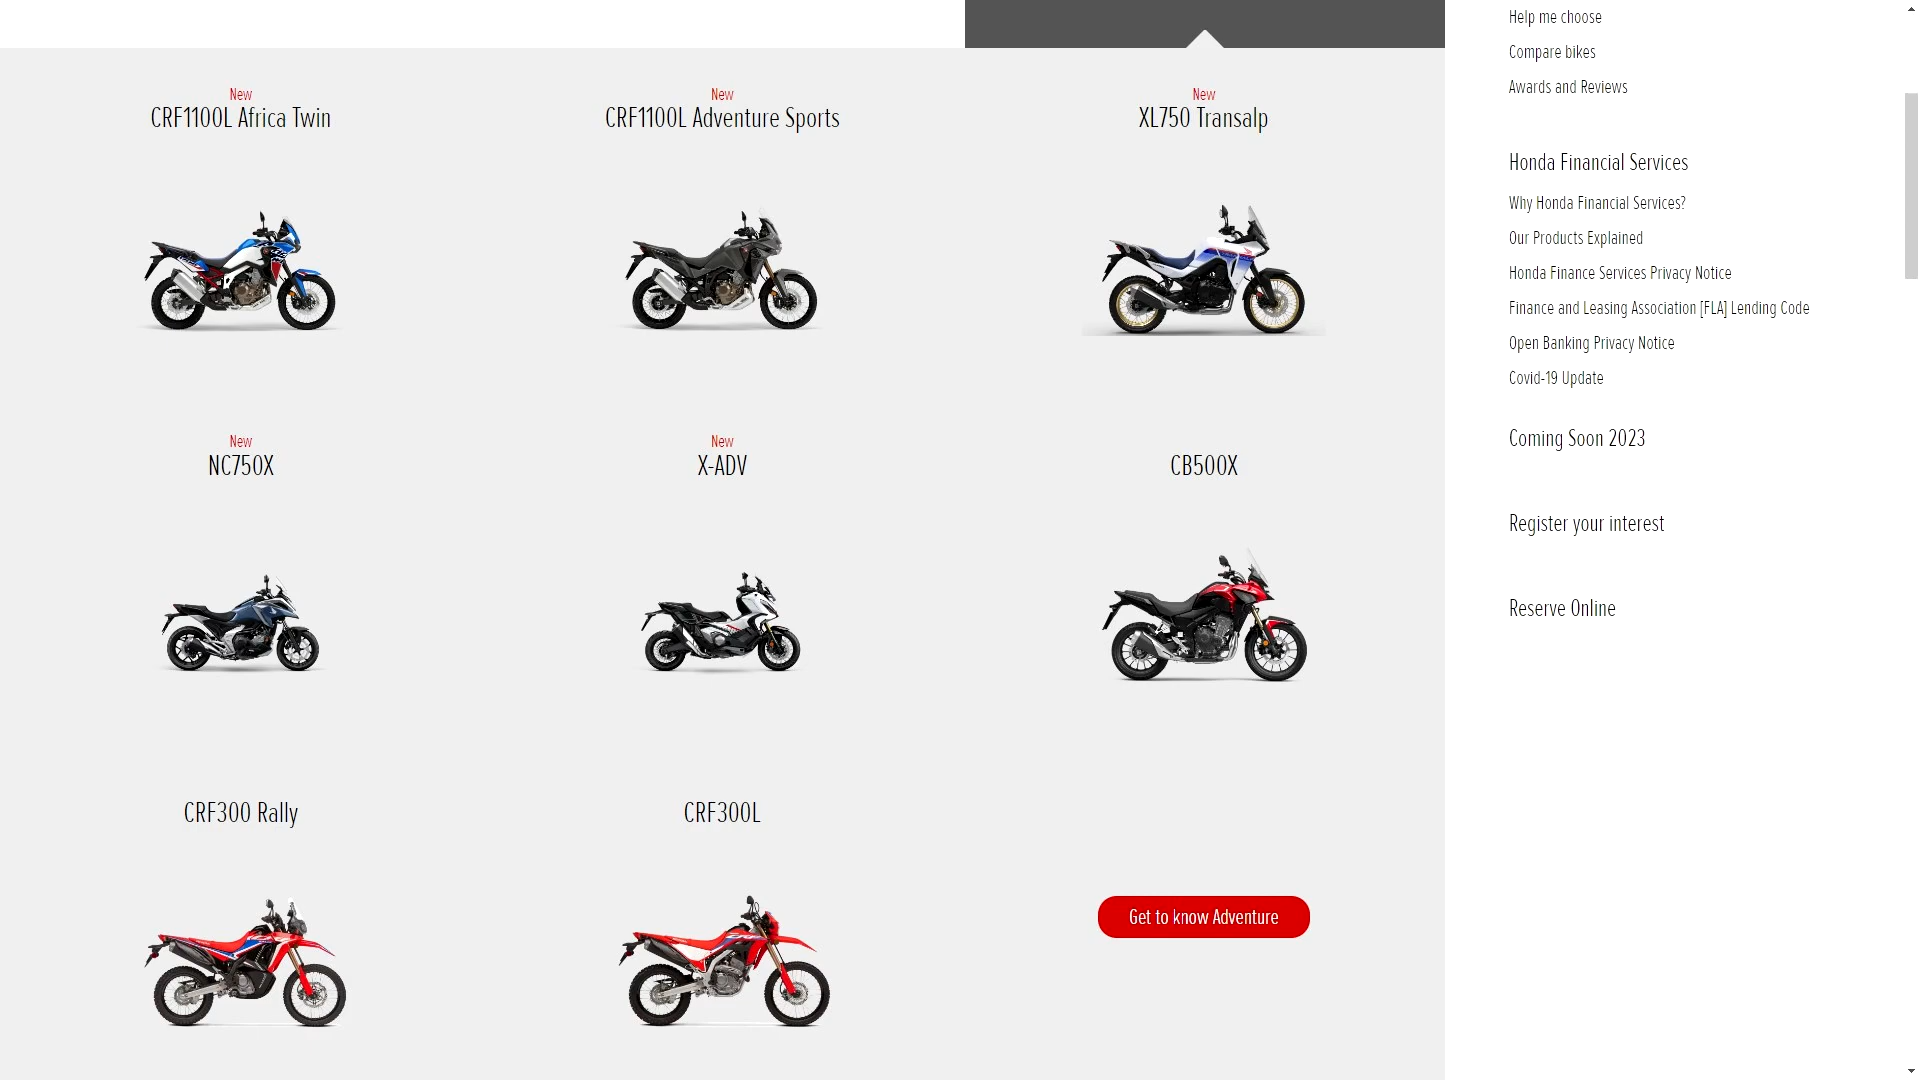 New
CRF1100L Africa Twin
New
CRF1100L Adventure Sports
New
XL750 Transalp
New
NC750X
New
X-ADV
CB500X
CRF300 Rally
CRF300L
Get to know Adventure
Help me choose
Compare bikes
Awards and Reviews
Honda Financial Services
Why Honda Financial Services?
Our Products Explained
Honda Finance Services Privacy Notice
Finance and Leasing Association [FLA] Lending Code
Open Banking Privacy Notice
Covid-19 Update
Coming Soon 2023
Register your interest
Reserve Online